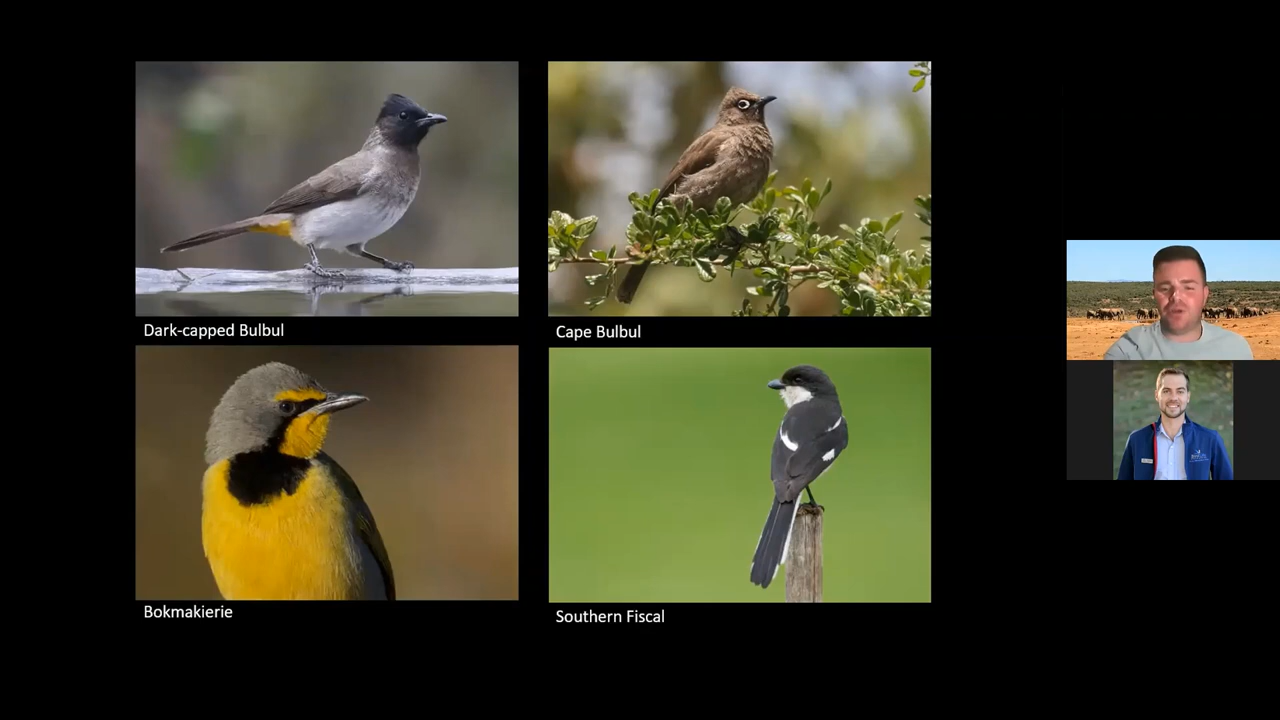 Dark-capped Bulbul
Cape Bulbul
Bokmakierie
Southern Fiscal